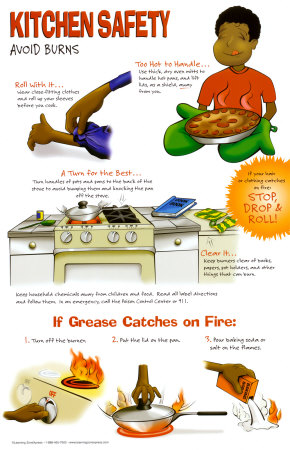 KITCHEN SAFETY
AVOID BURNS
Too Hot to Handle...
Use thick, dry oven mitts to
handle hot pans, and lift
lids, as a shield, away
from you.
Roll With It...
Wear close-fitting clothes
and roll up your sleeves
before you cook.
A Turn for the Best...
Turn handles of pots and pans to the back of the
stove to avoid bumping them and knocking the pan
off the stove.
If your hair
or clothing catches
on fire:
STOP,
DROP &
ROLL!
Clear It...
Keep burners clear of books,
papers, pot holders, and other
things that can burn.
Keep household chemicals away from children and food. Read all label directions
and follow them. In an emergency, call the Poison Control Center or 911.
If Grease Catches on Fire:
1. Turn off the burner.
2. Put the lid on the pan.
3. Pour baking soda or
salt on the flames.
OFF